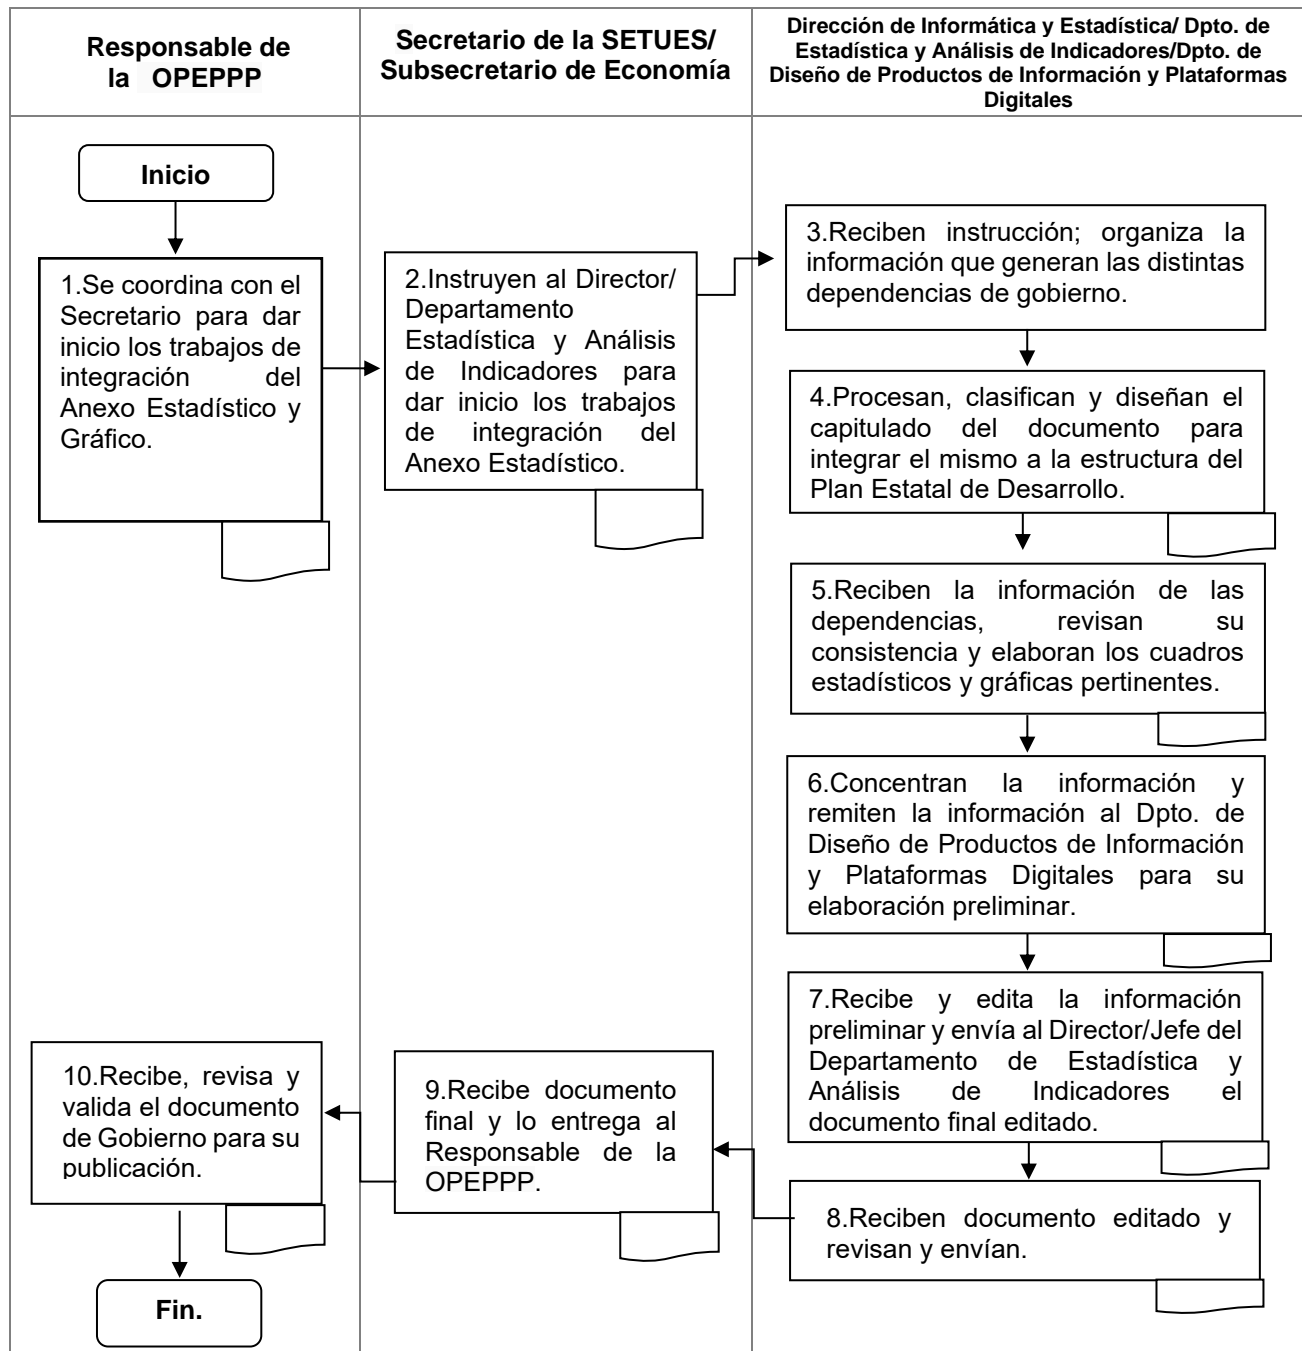 Responsable de
la OPEPPP
Secretario de la SETUES/
Subsecretario de Economía
Dirección de Informática y Estadística/ Dpto. de
Estadística y Análisis de Indicadores/Dpto. de
Diseño de Productos de Información y Plataformas
Digitales
Inicio
1.Se coordina con el
Secretario para dar
inicio los trabajos de
integración del
Anexo Estadístico y
Gráfico.
2.Instruyen al Director/
Departamento
Estadística y Análisis
de Indicadores para
dar inicio los trabajos
de integración del
Anexo Estadístico.
3.Reciben instrucción; organiza la
información que generan las distintas
dependencias de gobierno.
4.Procesan, clasifican y diseñan el
capitulado del documento para
integrar el mismo a la estructura del
Plan Estatal de Desarrollo.
5.Reciben la información de las
dependencias, revisan su
consistencia y elaboran los cuadros
estadísticos y gráficas pertinentes.
6.Concentran la información y
remiten la información al Dpto. de
Diseño de Productos de Información
y Plataformas Digitales para su
elaboración preliminar.
7.Recibe y edita la información
preliminar y envía al Director/Jefe del
Departamento de Estadística y
Análisis de Indicadores el
documento final editado.
8.Reciben documento editado y
revisan y envían.
9.Recibe documento
final y lo entrega al
Responsable de la
OPEPPP.
10.Recibe, revisa y
valida el documento
de Gobierno para su
publicación.
Fin.